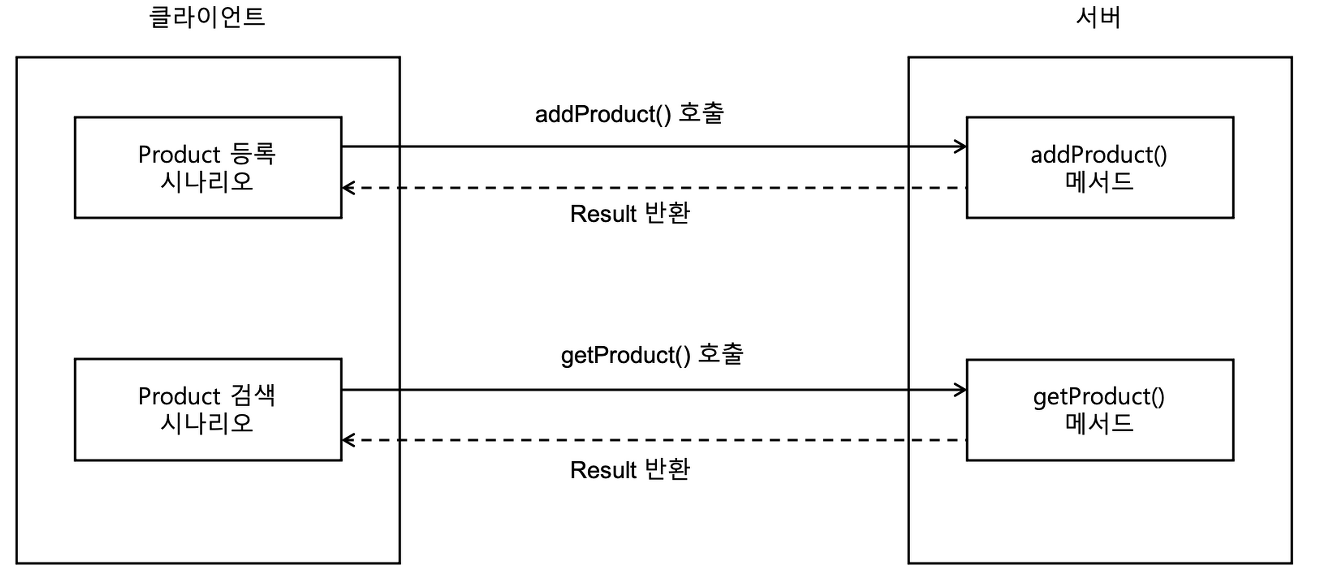 클라이언트
서버
addProduct() 호출
Product 등록
시나리오
addProduct()
메서드
Result 반환
getProduct() 호출
Product 검색
시나리오
getProduct()
메서드
Result 반환